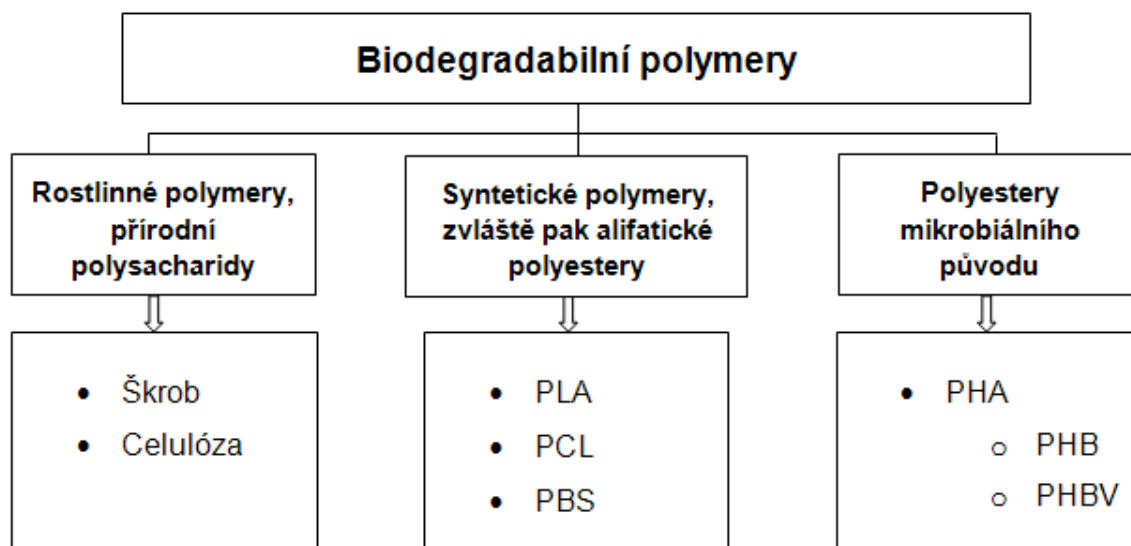 Biodegradabilní polymery
Rostlinné polymery,
přírodní
polysacharidy
Syntetické polymery,
zvláště pak alifatické
polyestery
Polyestery
mikrobiálního
původu
• Škrob
• Celulóza
• PLA
• PCL
• PBS
• PHA
o PHB
o PHBV